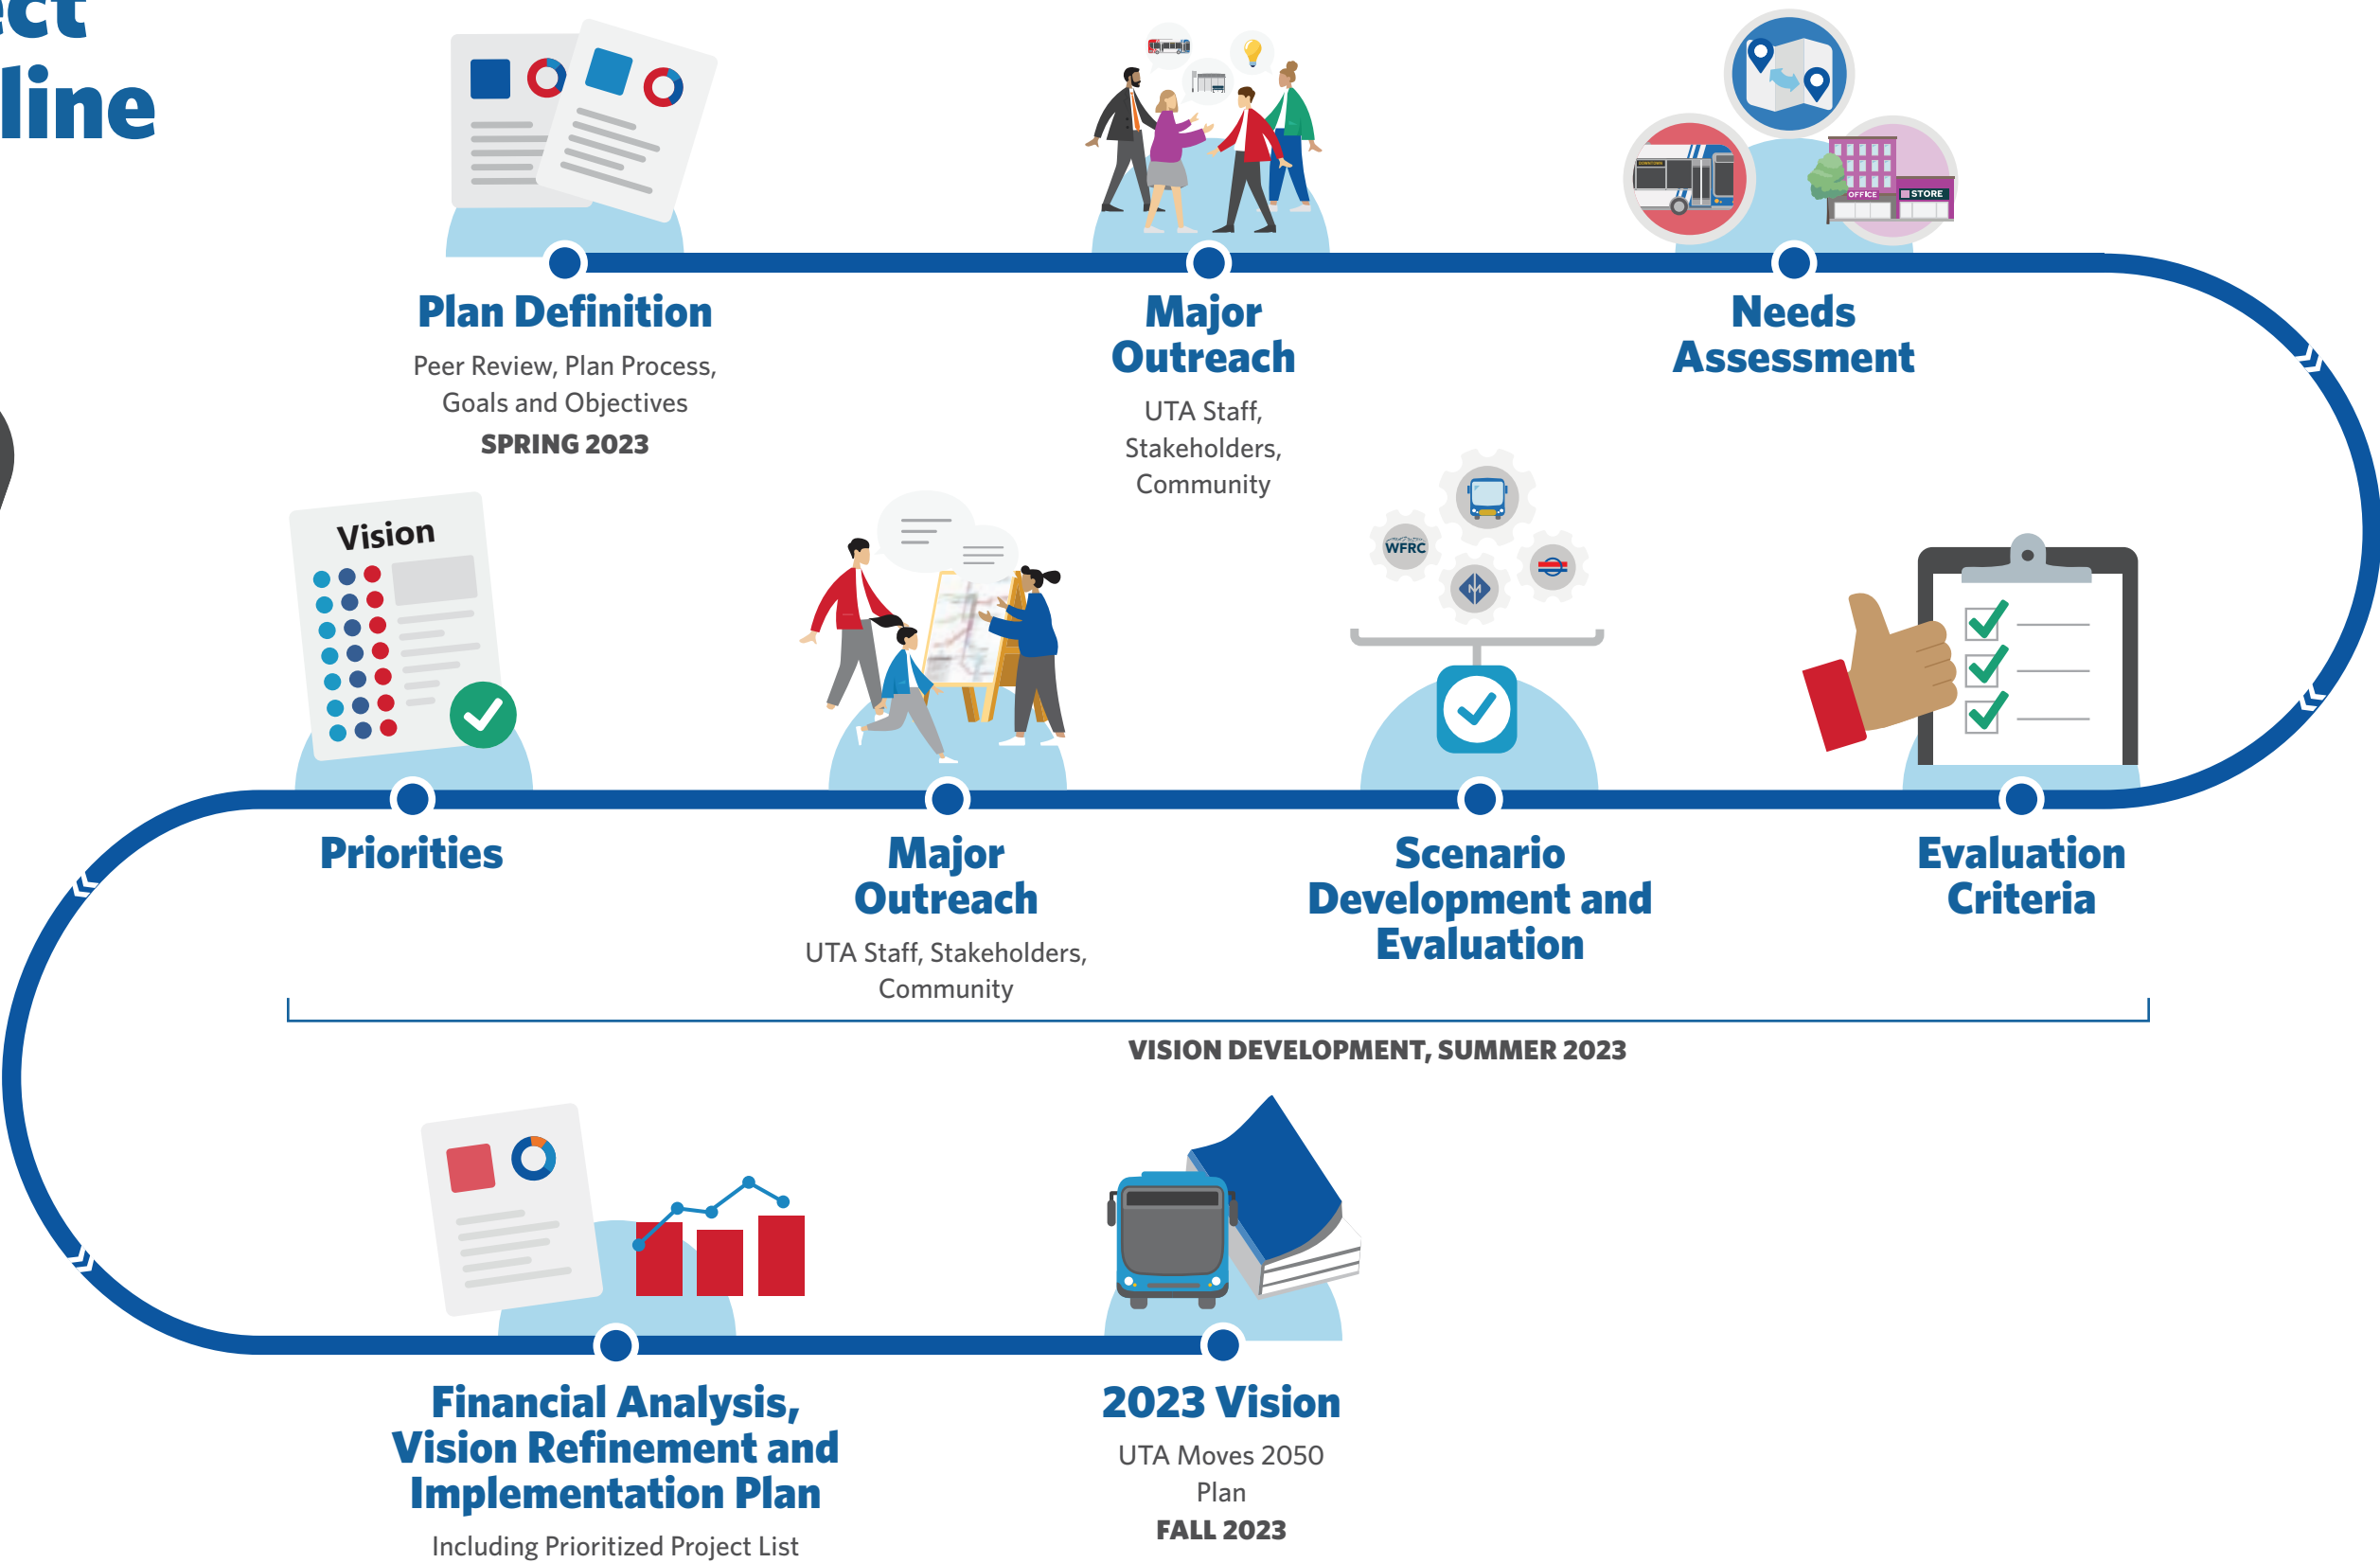 line
Plan Definition
Peer Review, Plan Process,
Goals and Objectives
SPRING 2023
Major
Outreach
UTA Staff,
Stakeholders,
Community
OFFICE
STORE
DOWNTOWN
Needs
Assessment
Vision
Priorities
Major
Outreach
UTA Staff, Stakeholders,
Community
WFRC
Scenario
Development and
Evaluation
Evaluation
Criteria
VISION DEVELOPMENT, SUMMER 2023
Financial Analysis,
Vision Refinement and
Implementation Plan
Including Prioritized Project List
2023 Vision
UTA Moves 2050
Plan
FALL 2023